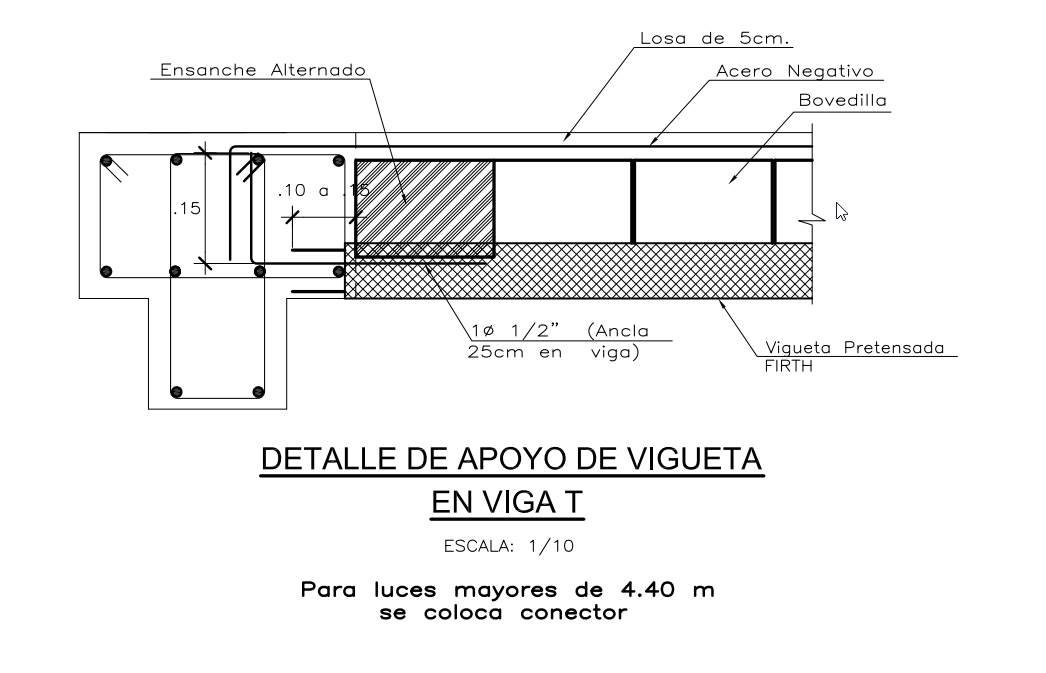 Losa de 5cm.
Ensanche Alternado
Acero Negativo
Bovedilla
.10 a .15
.15
1ø 1/2" (Ancla
25cm en viga)
Vigueta Pretensada
FIRTH
DETALLE DE APOYO DE VIGUETA
EN VIGA T
ESCALA: 1/10
Para luces mayores de 4.40 m
se coloca conector